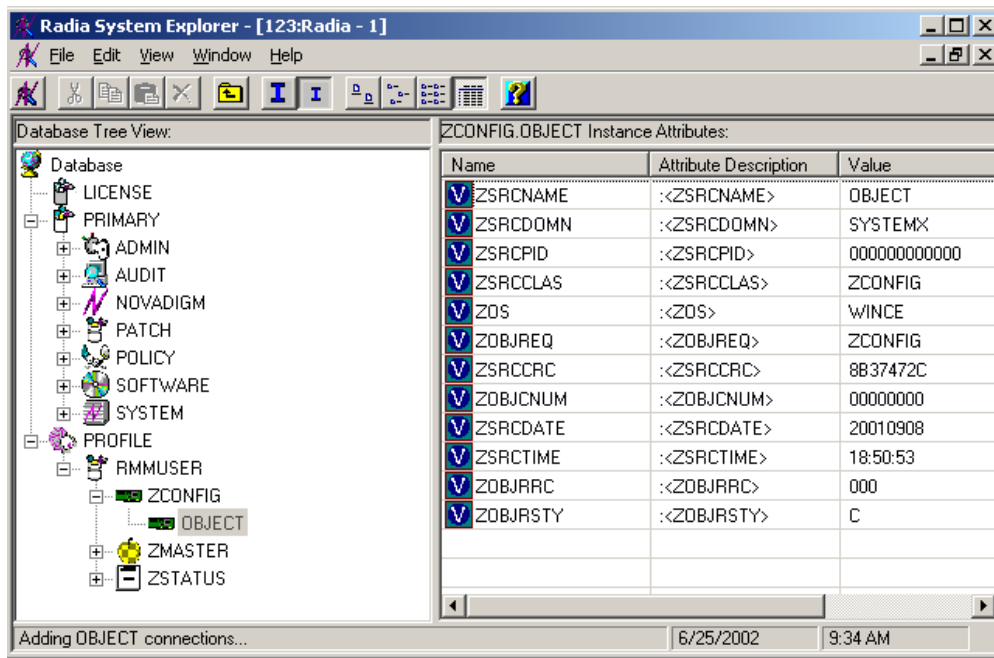 Radia System Explorer - [123:Radia - 1]
File Edit View Window Help
Database Tree View:
ZCONFIG.OBJECT Instance Attributes:
Database
LICENSE
PRIMARY
ADMIN
AUDIT
NOVADIGM
PATCH
POLICY
SOFTWARE
SYSTEM
PROFILE
RMMUSER
ZCONFIG
OBJECT
ZMASTER
ZSTATUS
Name Attribute Description Value
V ZSRCNAME :<ZSRCNAME> OBJECT
V ZSRCDOMN :<ZSRCDOMN> SYSTEMX
V ZSRCPID :<ZSRCPID> 000000000000
V ZSRCCLAS :<ZSRCCLAS> ZCONFIG
V ZOS :<ZOS> WINCE
V ZOBJREQ :<ZOBJREQ> ZCONFIG
V ZSRCCRC :<ZSRCCRC> 8B37472C
V ZOBJCNUM :<ZOBJCNUM> 00000000
V ZSRCDATE :<ZSRCDATE> 20010908
V ZSRCTIME :<ZSRCTIME> 18:50:53
V ZOBJRRC :<ZOBJRRC> 000
V ZOBJRSTY :<ZOBJRSTY> C
Adding OBJECT connections... 6/25/2002 9:34 AM